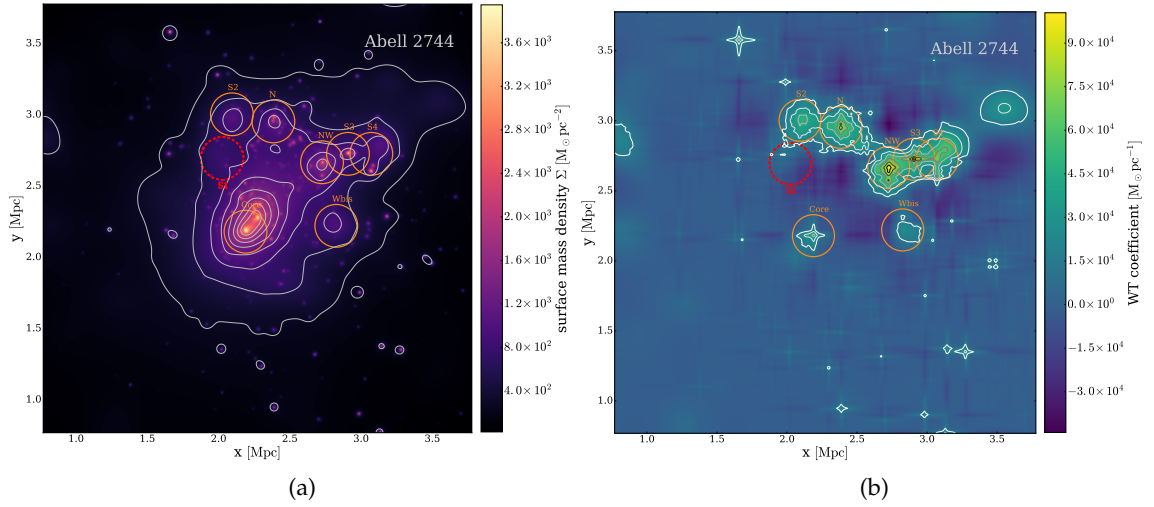 Abell 2744
S2
N
NW
S3
S4
Core
Wbis
3.5
3.0
2.5
2.0
1.5
1.0
y [Mpc]
1.0
1.5
2.0
2.5
3.0
3.5
x [Mpc]
3.6×10³
3.2×10³
2.8×10³
2.4×10³
2.0×10³
1.6×10³
1.2×10³
8.0×10²
4.0×10²
surface mass density Σ [M⊙pc⁻²]
(a)
Abell 2744
S2
N
NW
S3
Core
Wbis
3.5
3.0
2.5
2.0
1.5
1.0
y [Mpc]
1.0
1.5
2.0
2.5
3.0
3.5
x [Mpc]
9.0×10⁴
7.5×10⁴
6.0×10⁴
4.5×10⁴
3.0×10⁴
1.5×10⁴
0.0×10⁰
−1.5×10⁴
−3.0×10⁴
WT coefficient [M⊙pc⁻¹]
(b)